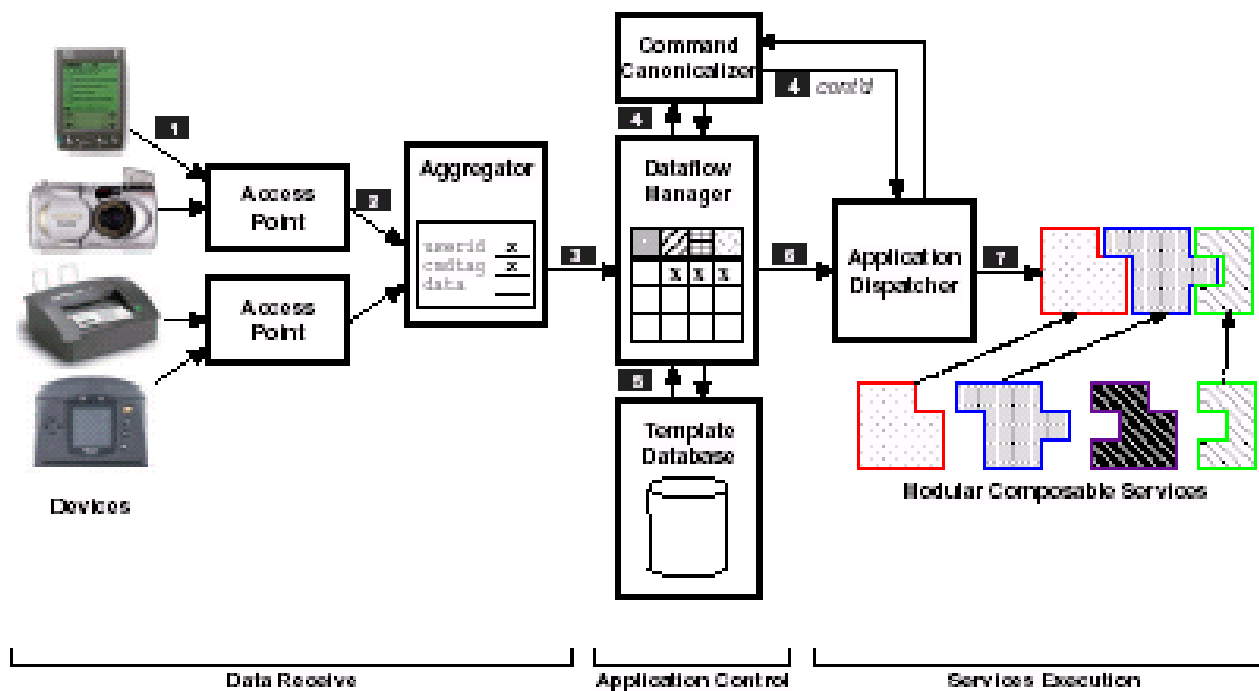 Command
Canonicalizer
4 cont'd
1
4
Aggregator
Dataflow
Manager
Access
Point
2
userid x
cmdtag x
data
3
x x x
6
Application
Dispatcher
7
Access
Point
5
Template
Database
Devices
Modular Composable Services
Data Receive
Application Control
Services Execution